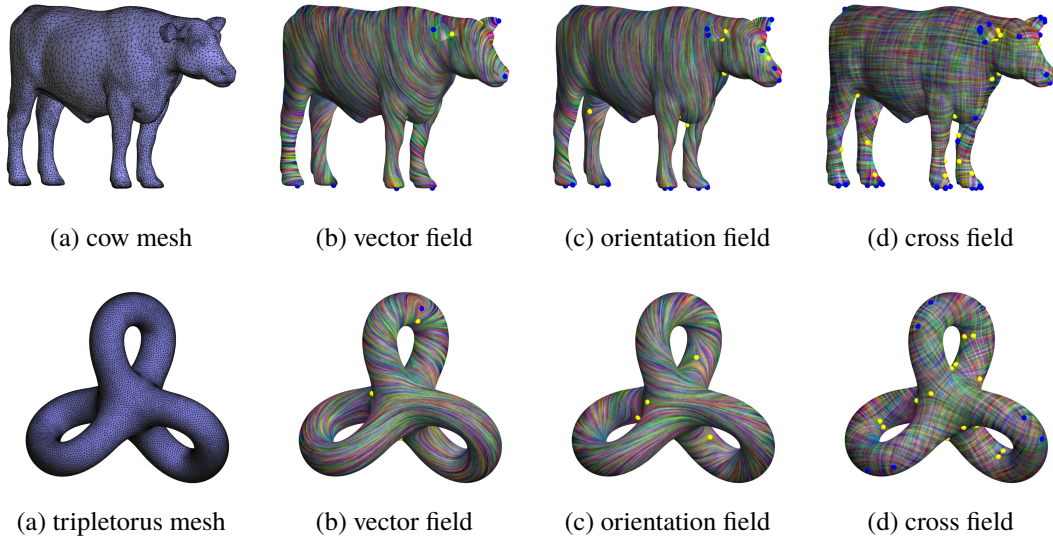 (a) cow mesh
(b) vector field
(c) orientation field
(d) cross field
(a) tripletorus mesh
(b) vector field
(c) orientation field
(d) cross field